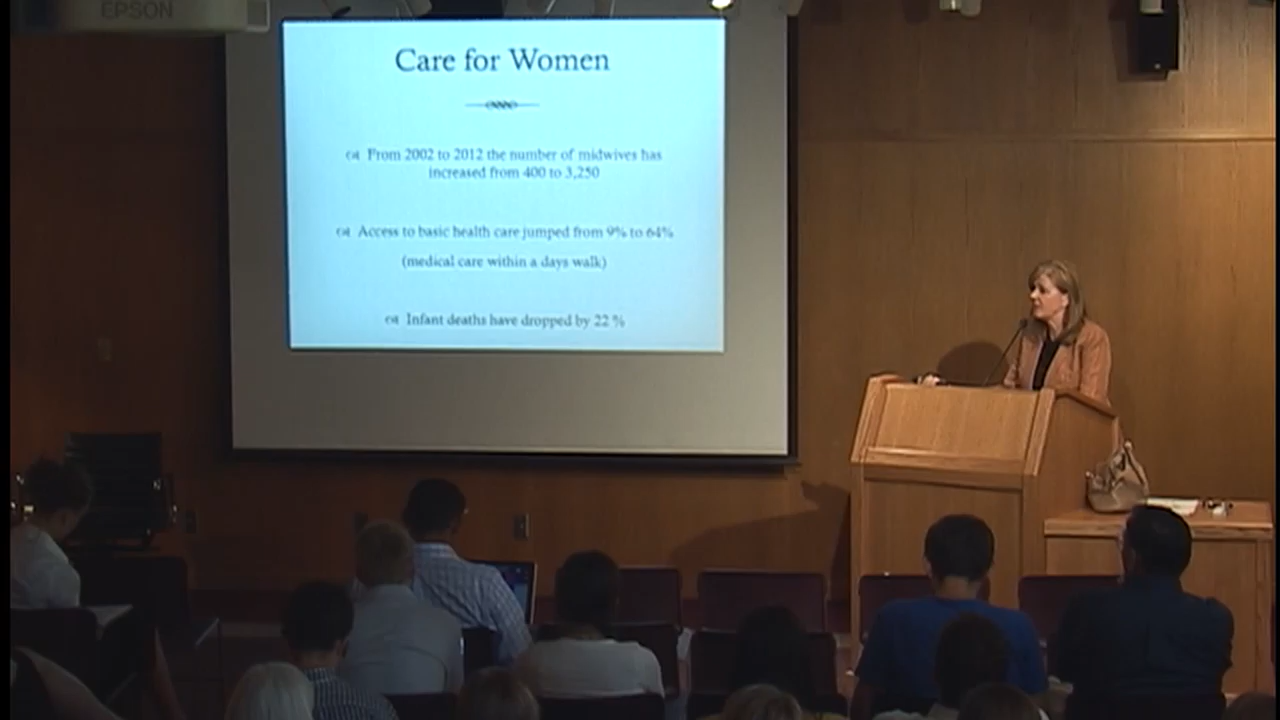 EPSON
Care for Women
From 2002 to 2012 the number of midwives has
increased from 400 to 3,250
Access to basic health care jumped from 9% to 64%
(medical care within a days walk)
Infant deaths have dropped by 22 %